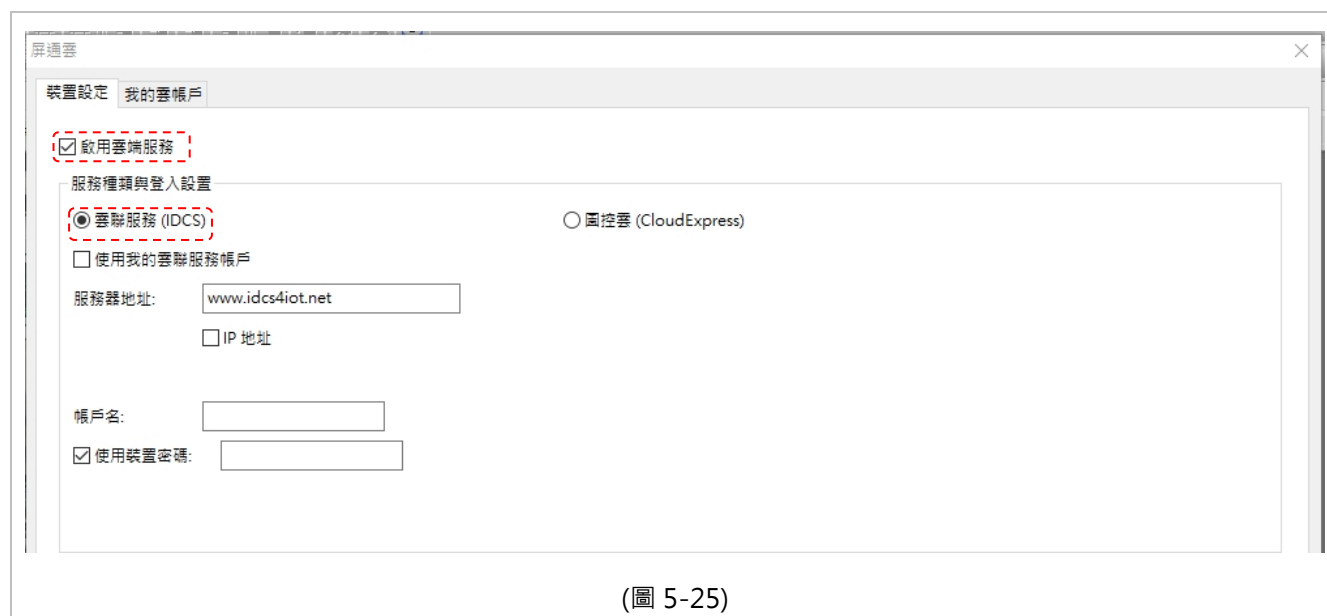 屏通雲
裝置設定 我的雲帳戶
啟用雲端服務
服務種類與登入設置
雲聯服務 (IDCS) 圖控雲 (CloudExpress)
使用我的雲聯服務帳戶
服務器地址: www.idcs4iot.net
IP 地址
帳戶名:
使用裝置密碼:
(圖 5-25)